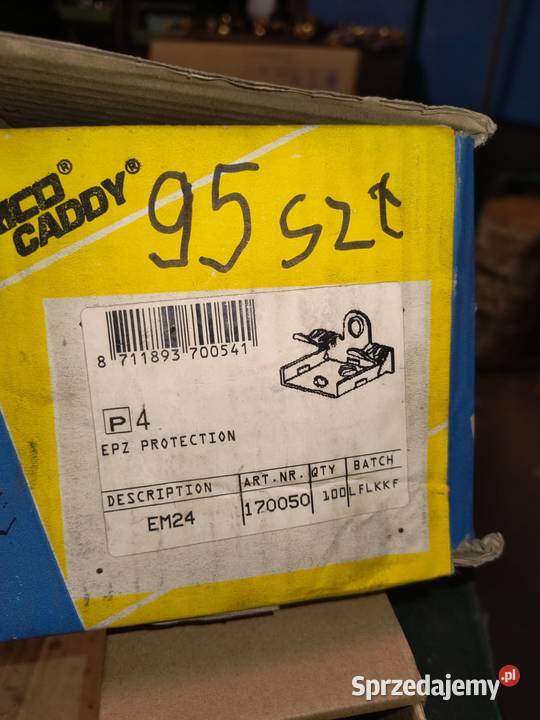 CADDY®
95 szt
8 711893 700541
P 4
EPZ PROTECTION
DESCRIPTION ART.-NR. QTY BATCH
EM24 170050 100 LFLKKF
Sprzedajemy.pl